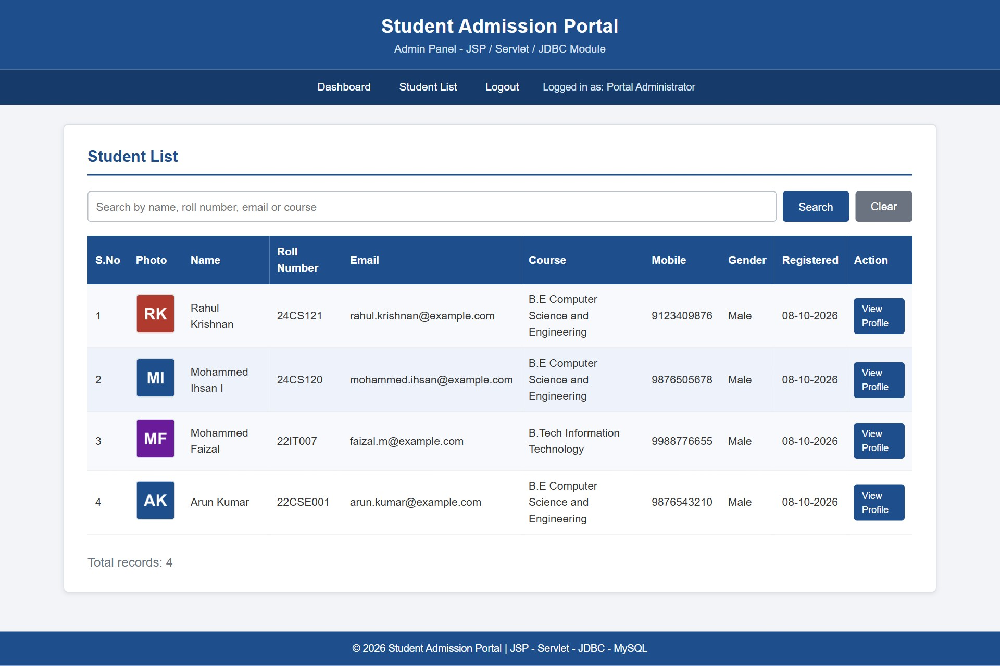 Student Admission Portal
Admin Panel - JSP / Servlet / JDBC Module
Dashboard Student List Logout Logged in as: Portal Administrator
Student List
Search by name, roll number, email or course Search Clear
S.No Photo Name Roll Number Email Course Mobile Gender Registered Action
1 RK Rahul Krishnan 24CS121 rahul.krishnan@example.com B.E Computer Science and Engineering 9123409876 Male 08-10-2026 View Profile
2 MI Mohammed Ihsan I 24CS120 mohammed.ihsan@example.com B.E Computer Science and Engineering 9876505678 Male 08-10-2026 View Profile
3 MF Mohammed Faizal 22IT007 faizal.m@example.com B.Tech Information Technology 9988776655 Male 08-10-2026 View Profile
4 AK Arun Kumar 22CSE001 arun.kumar@example.com B.E Computer Science and Engineering 9876543210 Male 08-10-2026 View Profile
Total records: 4
© 2026 Student Admission Portal | JSP - Servlet - JDBC - MySQL